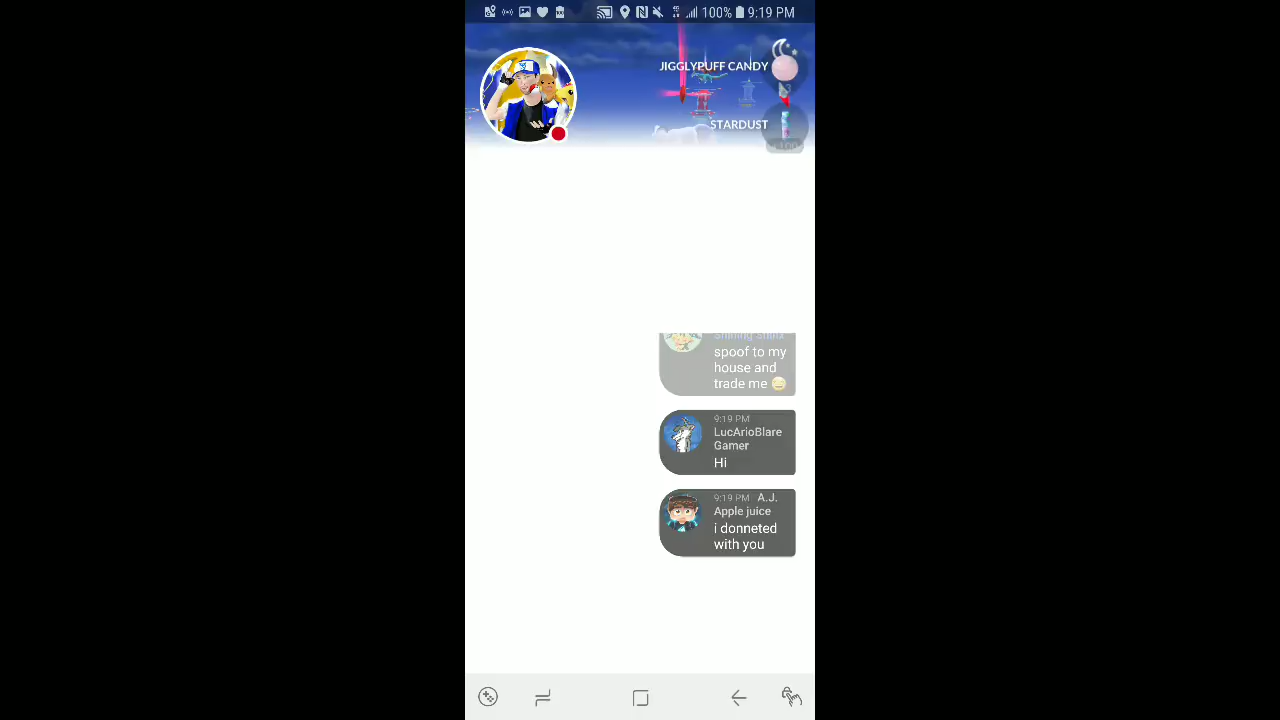 100% 9:19 PM
JIGGLYPUFF CANDY
STARDUST
spoof to my
house and
trade me 😅
9:19 PM
LucArioBlare
Gamer
Hi
9:19 PM A.J.
Apple juice
i donneted
with you